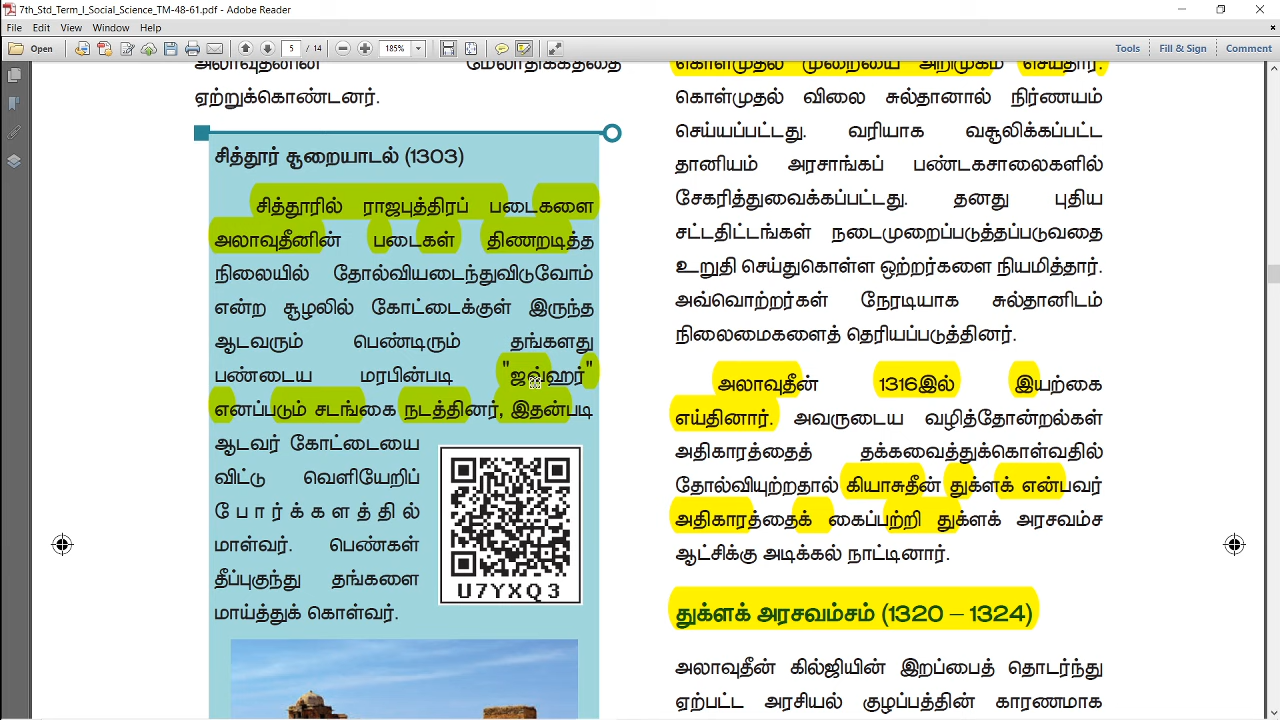 7th_Std_Term_I_Social_Science_TM-48-61.pdf - Adobe Reader
File Edit View Window Help
Open 5 / 14 185% Tools Fill & Sign Comment
அலாவுதீனின் மேலாதிக்கத்தை
ஏற்றுக்கொண்டனர்.
சித்தூர் சூறையாடல் (1303)
சித்தூரில் ராஜபுத்திரப் படைகளை
அலாவுதீனின் படைகள் திணறடித்த
நிலையில் தோல்வியடைந்துவிடுவோம்
என்ற சூழலில் கோட்டைக்குள் இருந்த
ஆடவரும் பெண்டிரும் தங்களது
பண்டைய மரபின்படி "ஜவ்ஹர்"
எனப்படும் சடங்கை நடத்தினர், இதன்படி
ஆடவர் கோட்டையை
விட்டு வெளியேறிப்
போர்க்களத்தில்
மாள்வர். பெண்கள்
தீப்புகுந்து தங்களை
மாய்த்துக் கொள்வர்.
U7YXQ3
கொள்முதல் முறையை அறிமுகம் செய்தார்.
கொள்முதல் விலை சுல்தானால் நிர்ணயம்
செய்யப்பட்டது. வரியாக வசூலிக்கப்பட்ட
தானியம் அரசாங்கப் பண்டகசாலைகளில்
சேகரித்துவைக்கப்பட்டது. தனது புதிய
சட்டதிட்டங்கள் நடைமுறைப்படுத்தப்படுவதை
உறுதி செய்துகொள்ள ஒற்றர்களை நியமித்தார்.
அவ்வொற்றர்கள் நேரடியாக சுல்தானிடம்
நிலைமைகளைத் தெரியப்படுத்தினர்.
அலாவுதீன் 1316இல் இயற்கை
எய்தினார். அவருடைய வழித்தோன்றல்கள்
அதிகாரத்தைத் தக்கவைத்துக்கொள்வதில்
தோல்வியுற்றதால் கியாசுதீன் துக்ளக் என்பவர்
அதிகாரத்தைக் கைப்பற்றி துக்ளக் அரசவம்ச
ஆட்சிக்கு அடிக்கல் நாட்டினார்.
துக்ளக் அரசவம்சம் (1320 – 1324)
அலாவுதீன் கில்ஜியின் இறப்பைத் தொடர்ந்து
ஏற்பட்ட அரசியல் குழப்பத்தின் காரணமாக